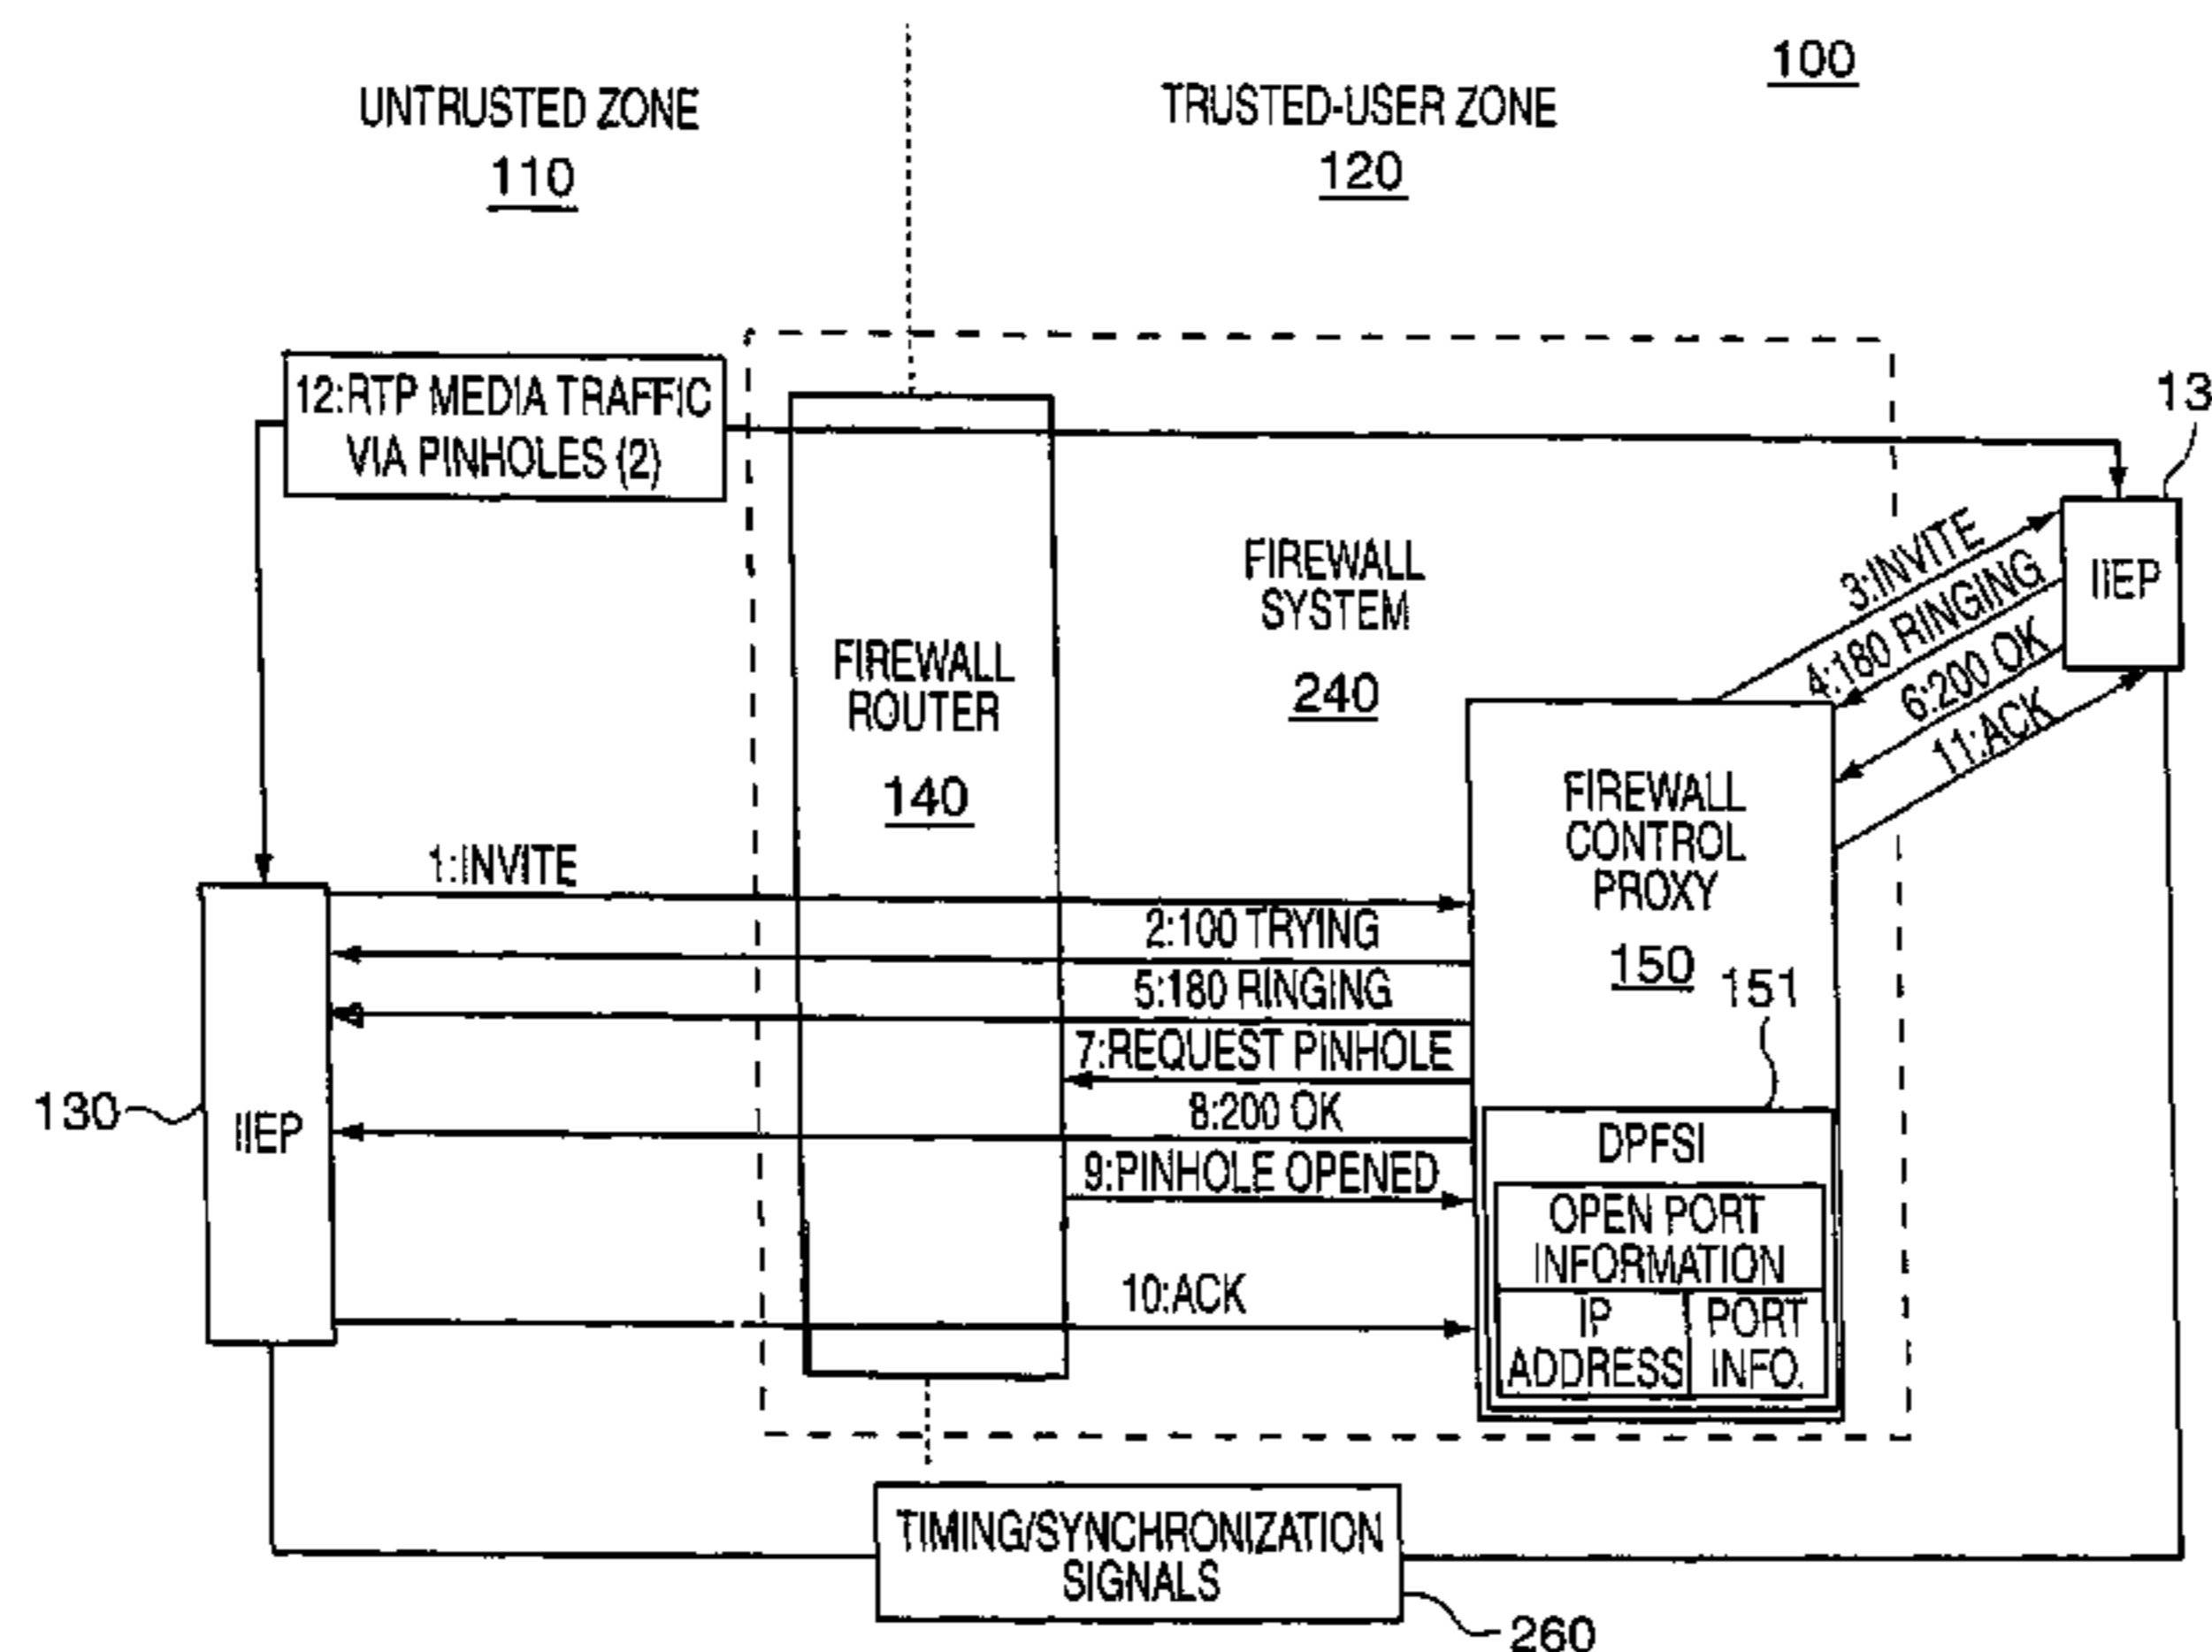 100
UNTRUSTED ZONE
110
TRUSTED-USER ZONE
120
12:RTP MEDIA TRAFFIC
VIA PINHOLES (2)
13
IIEP
3:INVITE
4:180 RINGING
6:200 OK
11:ACK
FIREWALL
SYSTEM
240
FIREWALL
ROUTER
140
FIREWALL
CONTROL
PROXY
150
151
1:INVITE
2:100 TRYING
5:180 RINGING
7:REQUEST PINHOLE
8:200 OK
9:PINHOLE OPENED
10:ACK
130
IIEP
DPFSI
OPEN PORT
INFORMATION
IP
ADDRESS
PORT
INFO.
TIMING/SYNCHRONIZATION
SIGNALS
260